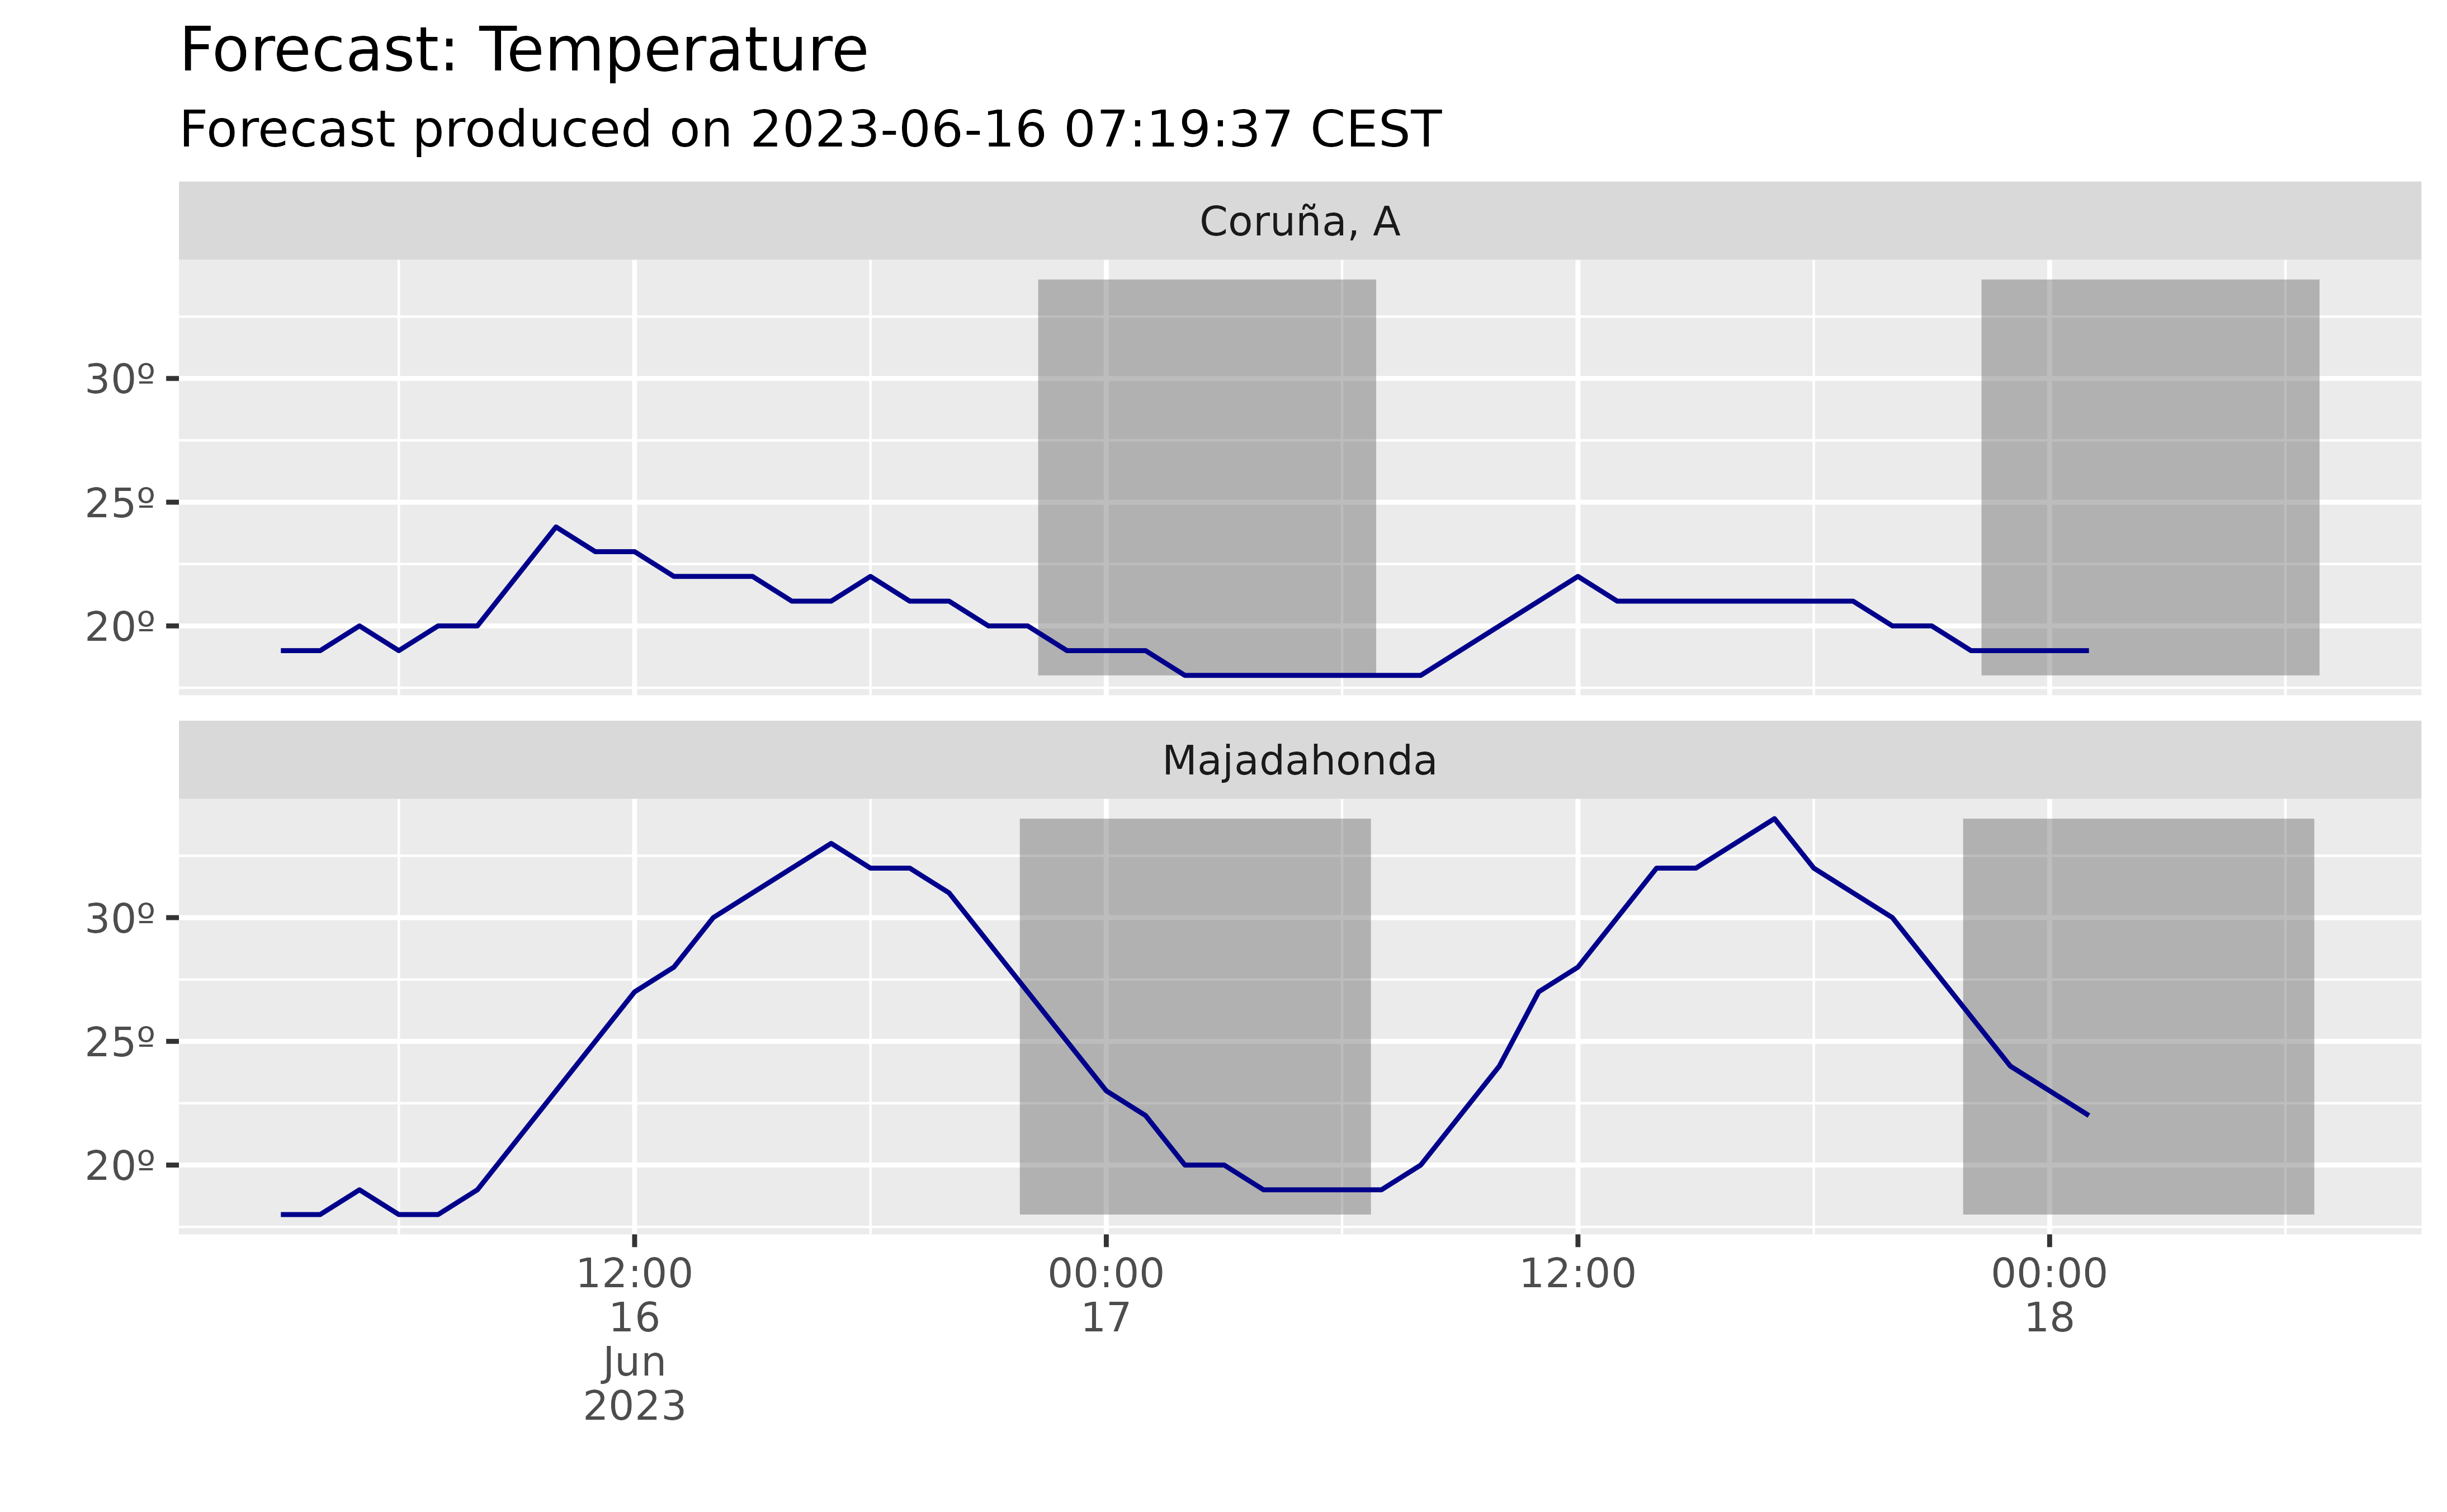 Forecast: Temperature
Forecast produced on 2023-06-16 07:19:37 CEST
Coruña, A
30º
25º
20º
Majadahonda
30º
25º
20º
12:00 00:00 12:00 00:00
16 17 18
Jun
2023